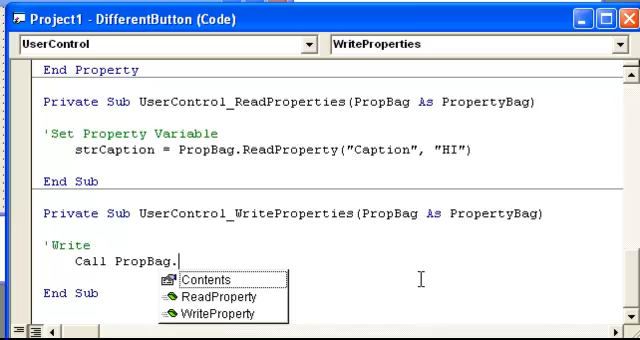 Project1 - DifferentButton (Code)
UserControl WriteProperties
End Property
Private Sub UserControl_ReadProperties(PropBag As PropertyBag)
'Set Property Variable
strCaption = PropBag.ReadProperty("Caption", "HI")
End Sub
Private Sub UserControl_WriteProperties(PropBag As PropertyBag)
'Write
Call PropBag.
Contents
ReadProperty
WriteProperty
End Sub